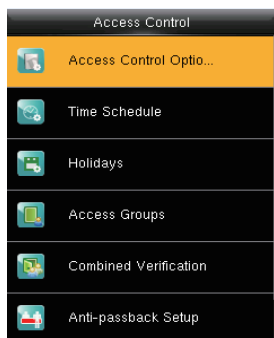 Access Control
Access Control Optio...
Time Schedule
Holidays
Access Groups
Combined Verification
Anti-passback Setup